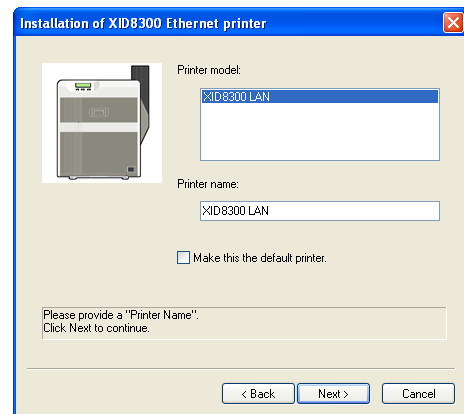 Installation of XID8300 Ethernet printer
Printer model:
XID8300 LAN
Printer name:
XID8300 LAN
Make this the default printer.
Please provide a "Printer Name".
Click Next to continue.
< Back
Next >
Cancel